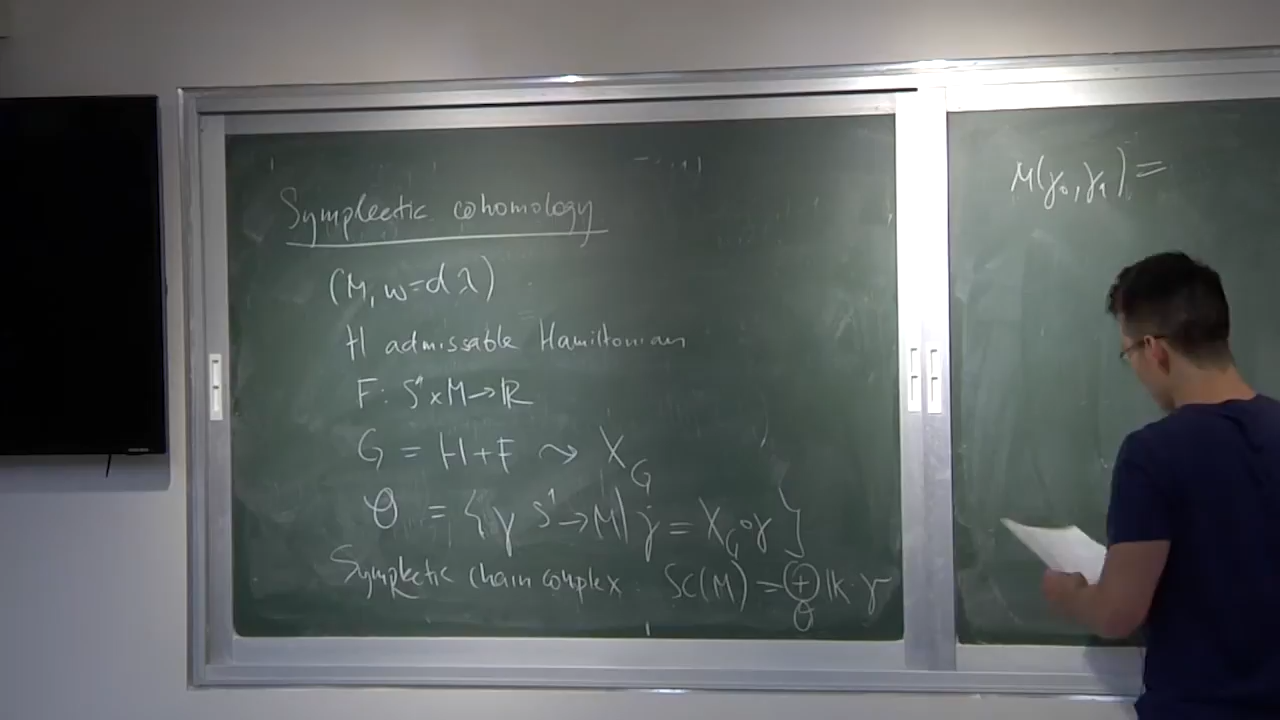 Symplectic cohomology
(M, ω=dλ)
H admissable Hamiltonian
F: S¹×M→ℝ
G = H+F ⤳ X_G
𝒪 = {γ S¹→M | γ̇ = X_G∘γ}
Symplectic chain complex. SC(M) = ⊕_𝒪 𝕂·γ
M(γ₀,γ₁) =